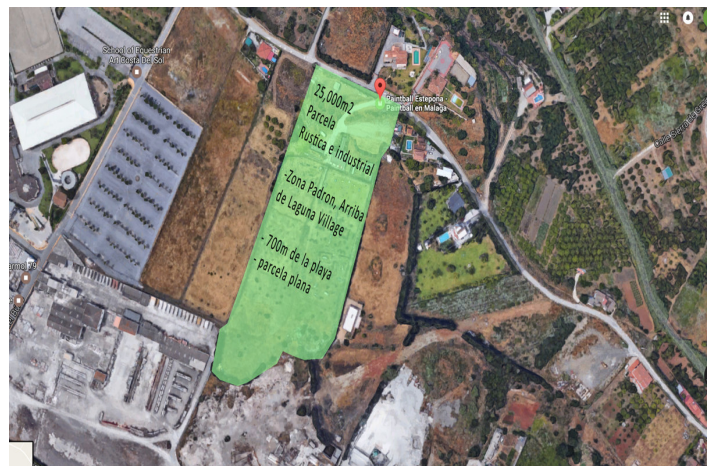 School of Equestrian
Art Costa Del Sol
25,000m2
Parcela
Rustica e industrial
-Zona Padron, Arriba
de Laguna Village
- 700m de la playa
- parcela plana
Paintball Estepona -
Paintball en Málaga